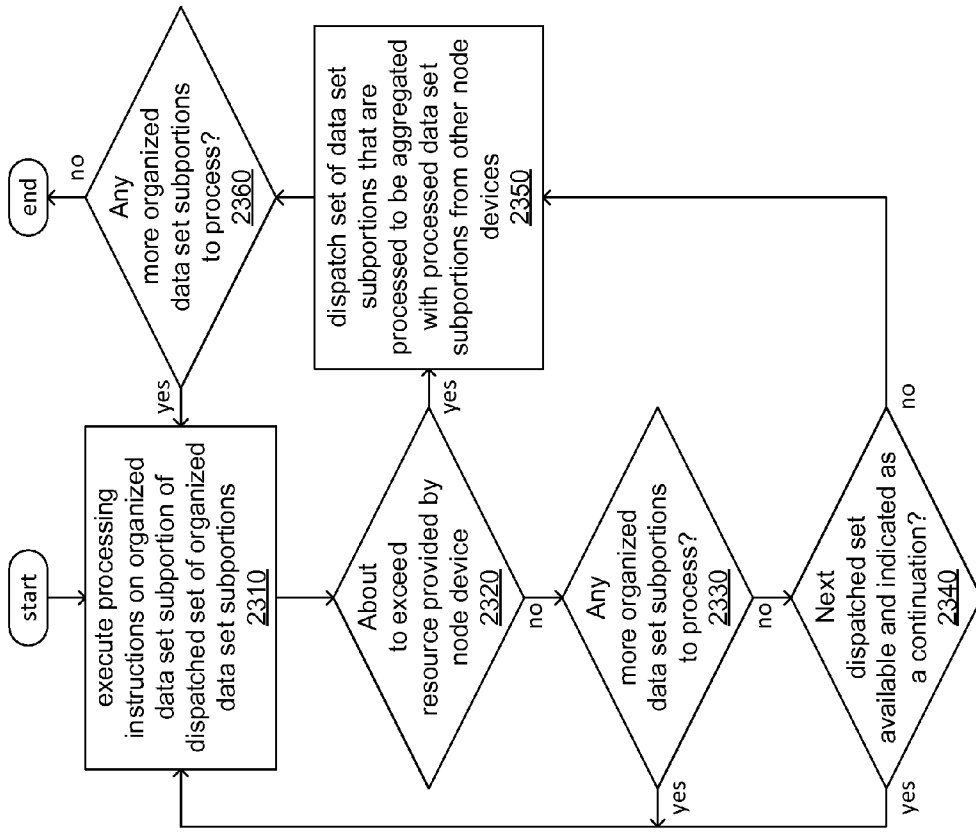 start
execute processing
instructions on organized
data set subportion of
dispatched set of organized
data set subportions
2310
About
to exceed
resource provided by
node device
2320
yes
no
Any
more organized
data set subportions
to process?
2330
yes
no
Next
dispatched set
available and indicated as
a continuation?
2340
yes
no
dispatch set of data set
subportions that are
processed to be aggregated
with processed data set
subportions from other node
devices
2350
Any
more organized
data set subportions
to process?
2360
yes
no
end